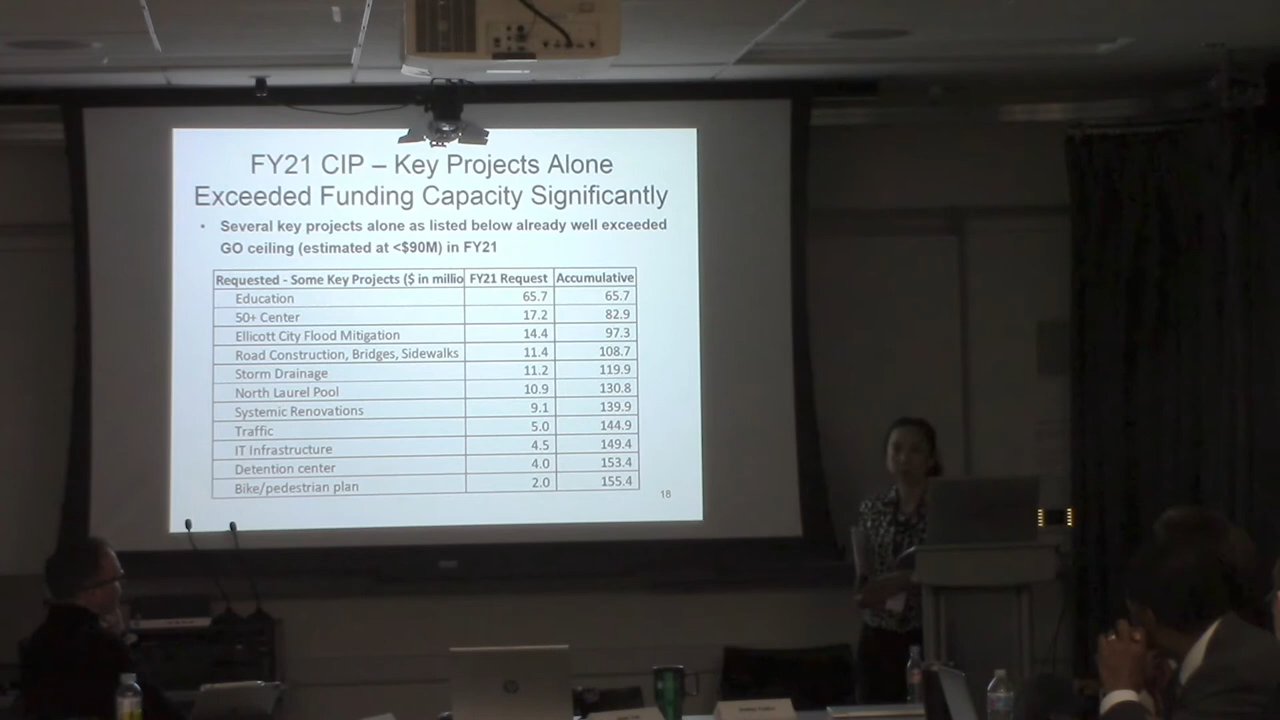 FY21 CIP – Key Projects Alone
Exceeded Funding Capacity Significantly
• Several key projects alone as listed below already well exceeded
GO ceiling (estimated at <$90M) in FY21
Requested - Some Key Projects ($ in millio FY21 Request Accumulative
Education 65.7 65.7
50+ Center 17.2 82.9
Ellicott City Flood Mitigation 14.4 97.3
Road Construction, Bridges, Sidewalks 11.4 108.7
Storm Drainage 11.2 119.9
North Laurel Pool 10.9 130.8
Systemic Renovations 9.1 139.9
Traffic 5.0 144.9
IT Infrastructure 4.5 149.4
Detention center 4.0 153.4
Bike/pedestrian plan 2.0 155.4
18
hp